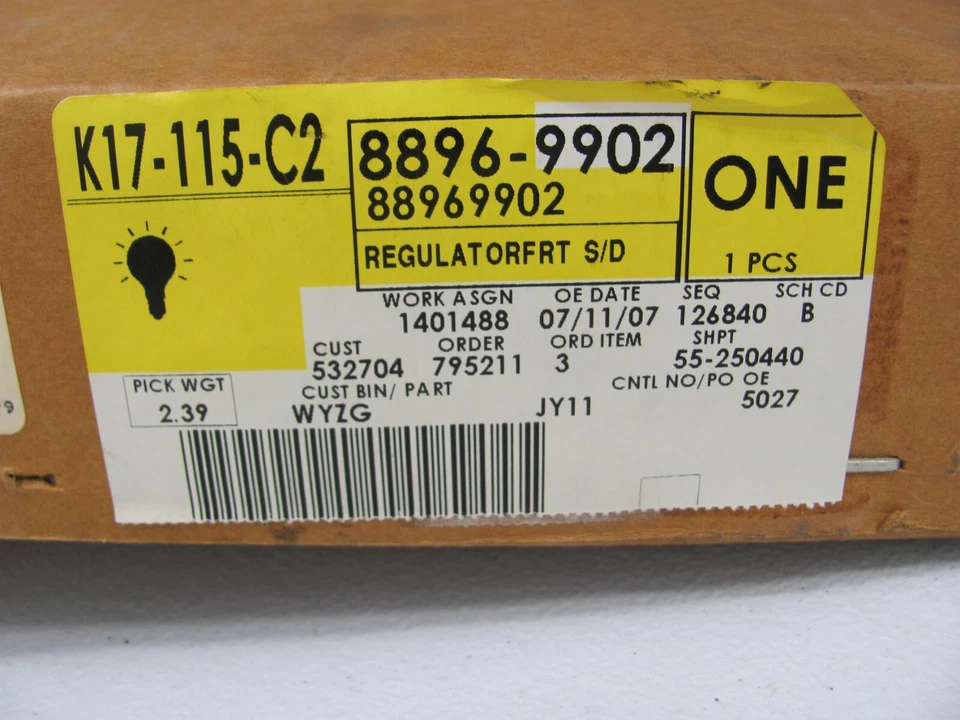 K17-115-C2
8896-9902
88969902
REGULATORFRT S/D
ONE
1 PCS
WORK ASGN OE DATE SEQ SCH CD
1401488 07/11/07 126840 B
CUST ORDER ORD ITEM SHPT
532704 795211 3 55-250440
PICK WGT
2.39
CUST BIN/ PART CNTL NO/PO OE
WYZG JY11 5027